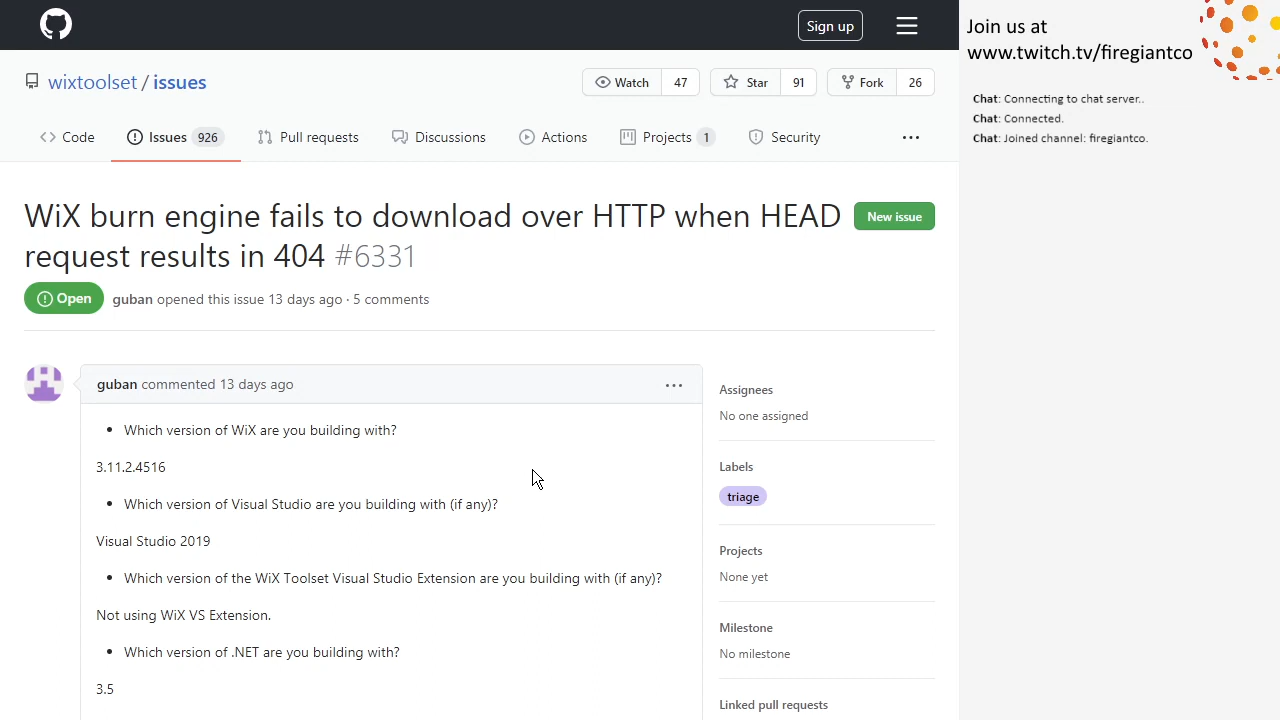 Sign up
wixtoolset / issues
Watch 47
Star 91
Fork 26
Code
Issues 926
Pull requests
Discussions
Actions
Projects 1
Security
WiX burn engine fails to download over HTTP when HEAD
request results in 404 #6331
New issue
Open
guban opened this issue 13 days ago · 5 comments
guban commented 13 days ago
• Which version of WiX are you building with?
3.11.2.4516
• Which version of Visual Studio are you building with (if any)?
Visual Studio 2019
• Which version of the WiX Toolset Visual Studio Extension are you building with (if any)?
Not using WiX VS Extension.
• Which version of .NET are you building with?
3.5
Assignees
No one assigned
Labels
triage
Projects
None yet
Milestone
No milestone
Linked pull requests
Join us at
www.twitch.tv/firegiantco
Chat: Connecting to chat server..
Chat: Connected.
Chat: Joined channel: firegiantco.